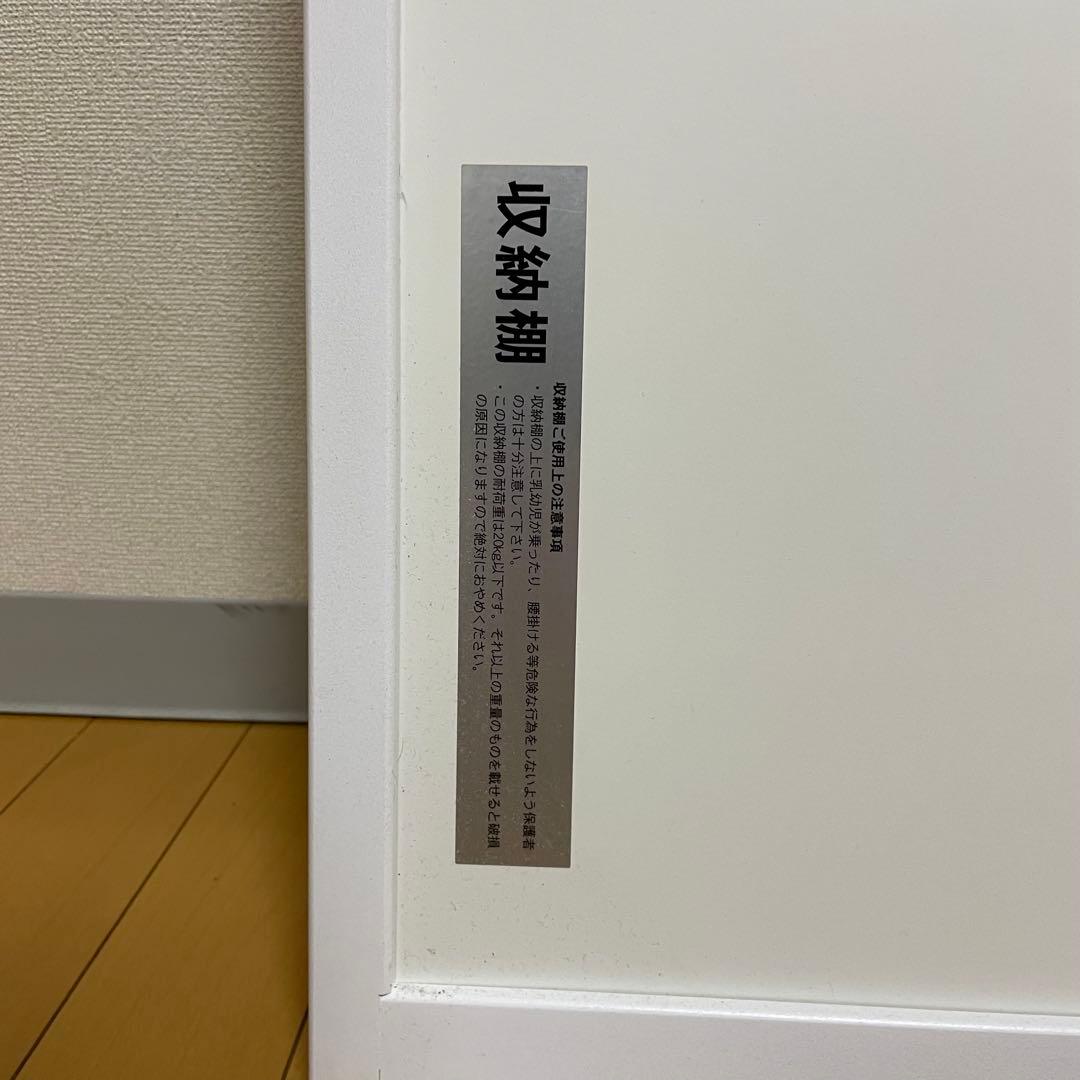 収納棚
収納棚ご使用上の注意事項
・収納棚の上に乳幼児が乗ったり、腰掛ける等危険な行為をしないよう保護者
の方は十分注意して下さい。
・この収納棚の耐荷重は20kg以下です。それ以上の重量のものを載せると破損
の原因になりますので絶対におやめください。